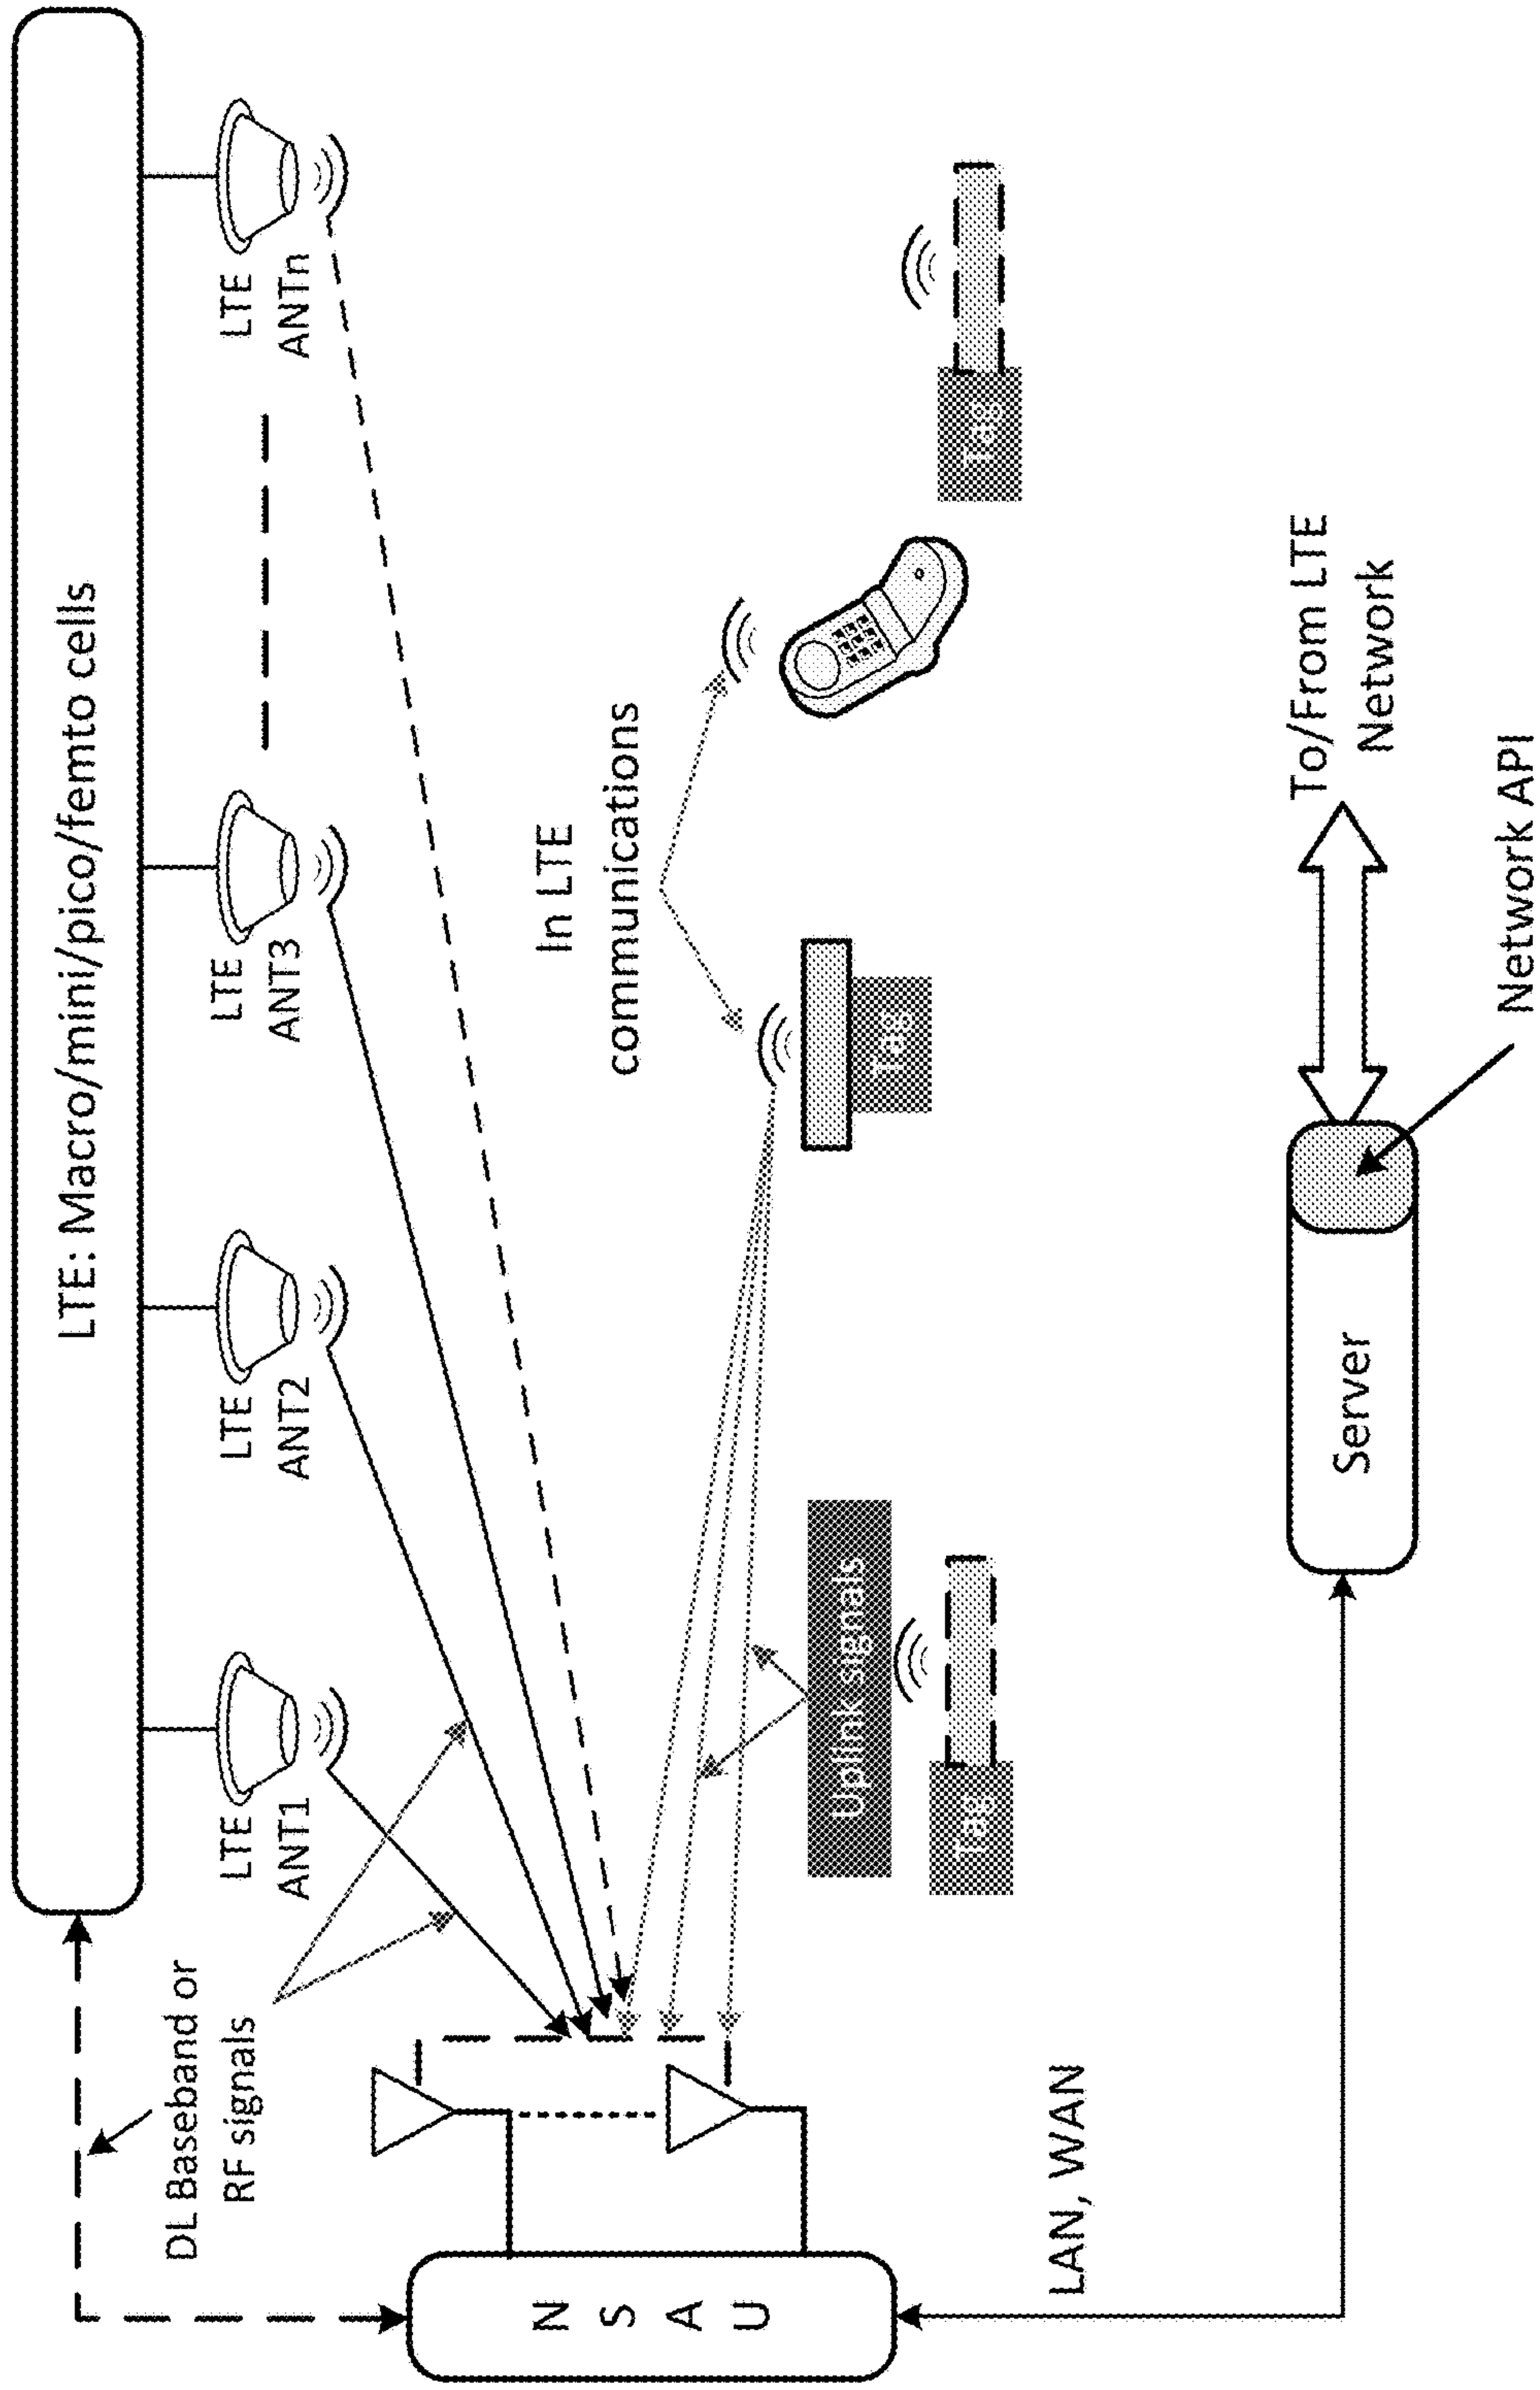 LTE: Macro/mini/pico/femto cells
DL Baseband or
RF signals
LTE
ANT1
LTE
ANT2
LTE
ANT3
LTE
ANTn
In LTE
communications
N
S
A
U
Uplink signals
Tag
Tag
Tag
LAN, WAN
Server
To/From LTE
Network
Network API